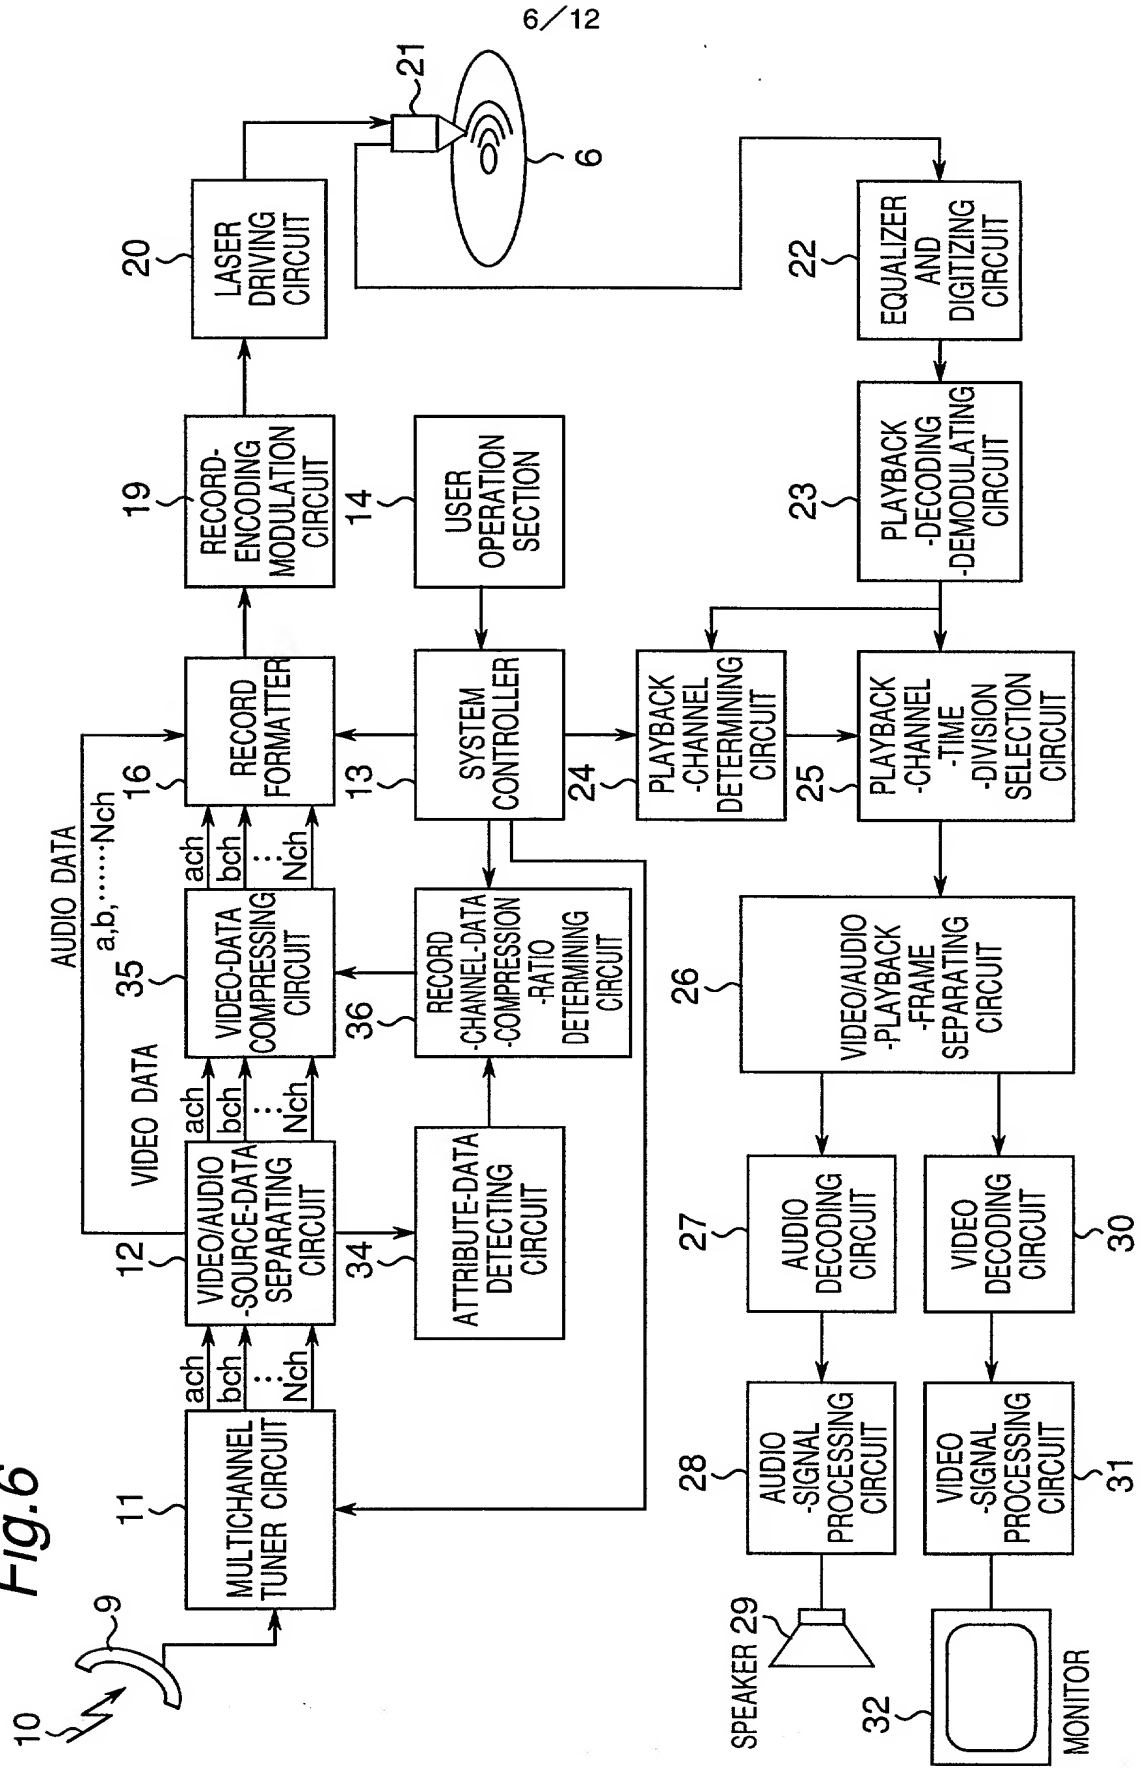 6/12
Fig.6
10
9
11
MULTICHANNEL
TUNER CIRCUIT
ach
bch
Nch
12
VIDEO/AUDIO
-SOURCE-DATA
SEPARATING
CIRCUIT
VIDEO DATA
ach
bch
Nch
35
VIDEO-DATA
COMPRESSING
CIRCUIT
AUDIO DATA
a,b,······Nch
ach
bch
Nch
16
RECORD
FORMATTER
19
RECORD-
ENCODING
MODULATION
CIRCUIT
20
LASER
DRIVING
CIRCUIT
21
6
34
ATTRIBUTE-DATA
DETECTING
CIRCUIT
36
RECORD
-CHANNEL-DATA
-COMPRESSION
-RATIO
DETERMINING
CIRCUIT
13
SYSTEM
CONTROLLER
14
USER
OPERATION
SECTION
24
PLAYBACK
-CHANNEL
DETERMINING
CIRCUIT
22
EQUALIZER
AND
DIGITIZING
CIRCUIT
23
PLAYBACK
-DECODING
-DEMODULATING
CIRCUIT
25
PLAYBACK
-CHANNEL
-TIME
-DIVISION
SELECTION
CIRCUIT
26
VIDEO/AUDIO
-PLAYBACK
-FRAME
SEPARATING
CIRCUIT
27
AUDIO
DECODING
CIRCUIT
28
AUDIO
-SIGNAL
PROCESSING
CIRCUIT
SPEAKER 29
30
VIDEO
DECODING
CIRCUIT
31
VIDEO
-SIGNAL
PROCESSING
CIRCUIT
32
MONITOR